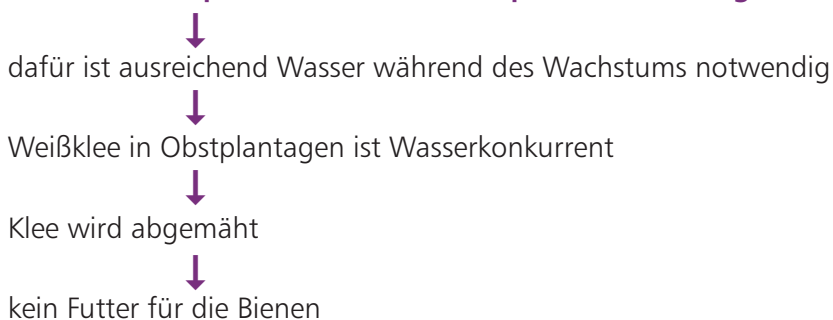 dafür ist ausreichend Wasser während des Wachstums notwendig
Weißklee in Obstplantagen ist Wasserkonkurrent
Klee wird abgemäht
kein Futter für die Bienen